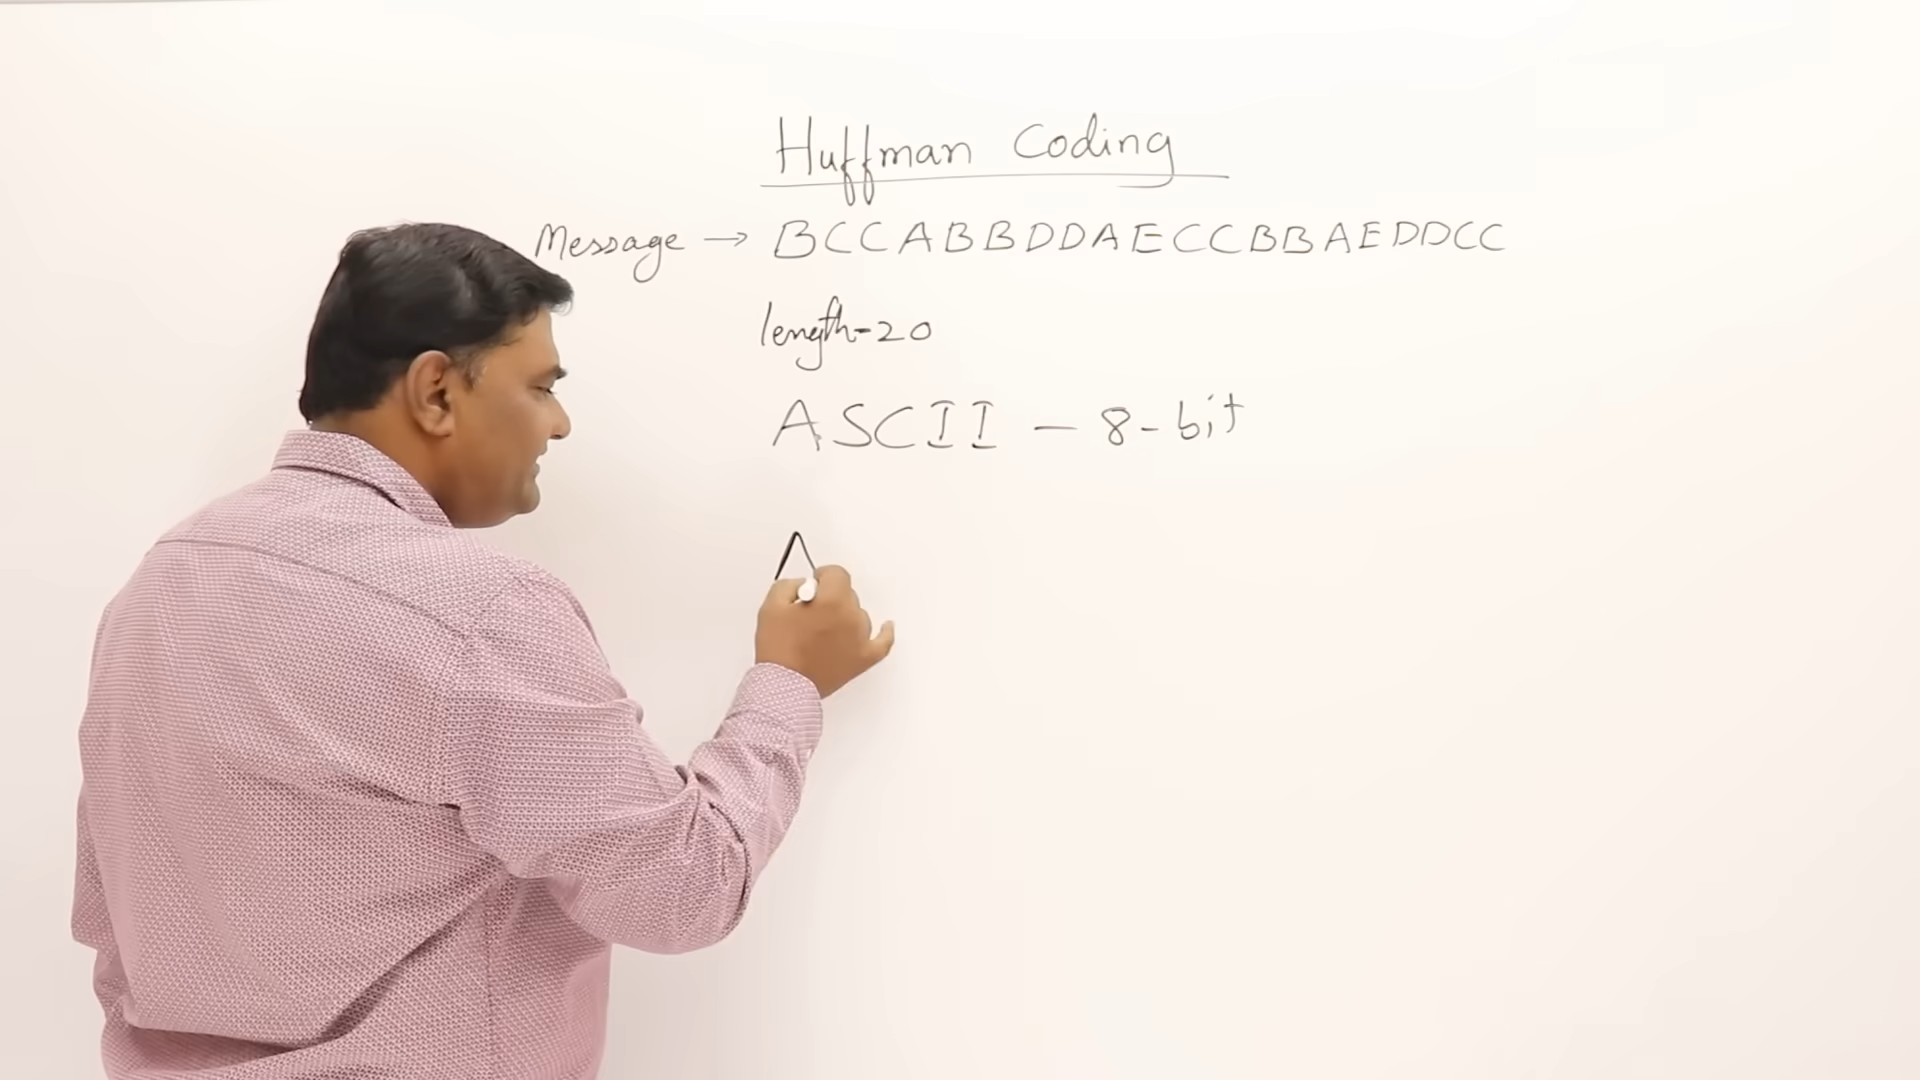 Huffman Coding
Message → BCCABBDDAECCBBAEDDCC
length-20
ASCII - 8-bit
A